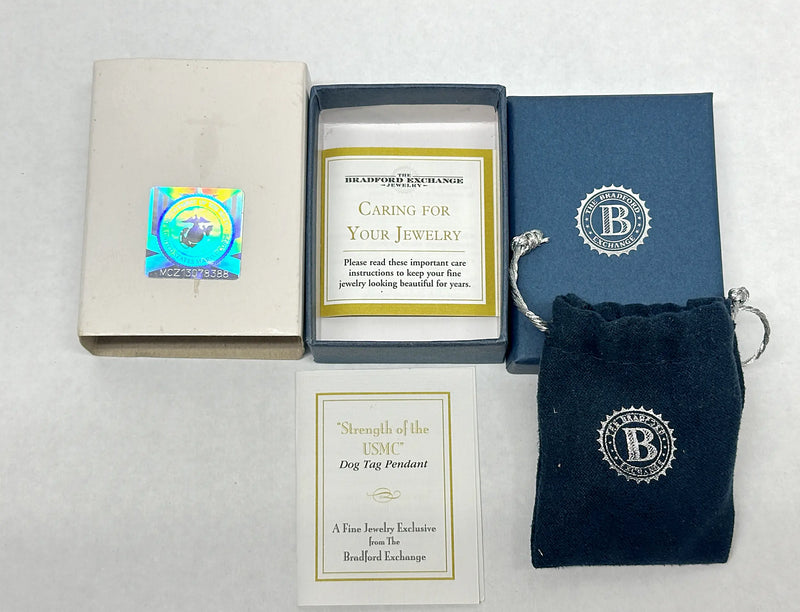 MCZ13078388
THE
BRADFORD EXCHANGE
JEWELRY
CARING FOR
YOUR JEWELRY
Please read these important care
instructions to keep your fine
jewelry looking beautiful for years.
THE BRADFORD
B
EXCHANGE
"Strength of the
USMC"
Dog Tag Pendant
A Fine Jewelry Exclusive
from The
Bradford Exchange
THE BRADFORD
B
EXCHANGE